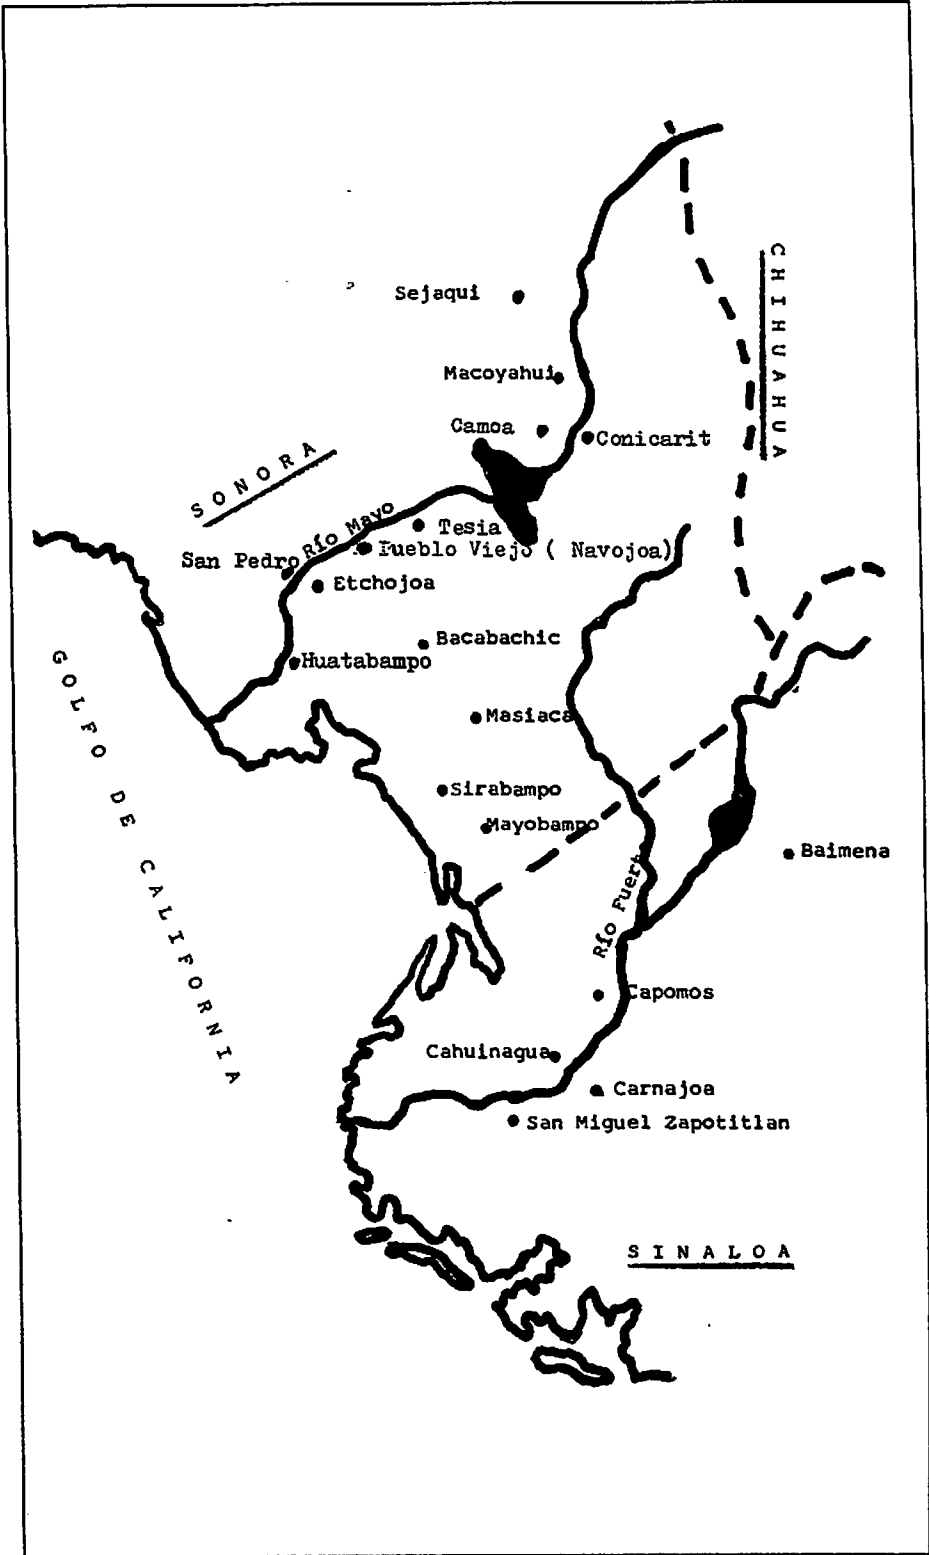 CHIHUAHUA
Sejaqui
Macoyahui
Camoa
Conicarit
SONORA
Río Mayo
Tesia
Pueblo Viejo ( Navojoa)
San Pedro
Etchojoa
Bacabachic
Huatabampo
GOLFO DE CALIFORNIA
Masiaca
Sirabampo
Mayobampo
Baimena
Río Fuert
Capomos
Cahuinagua
Carnajoa
San Miguel Zapotitlan
SINALOA